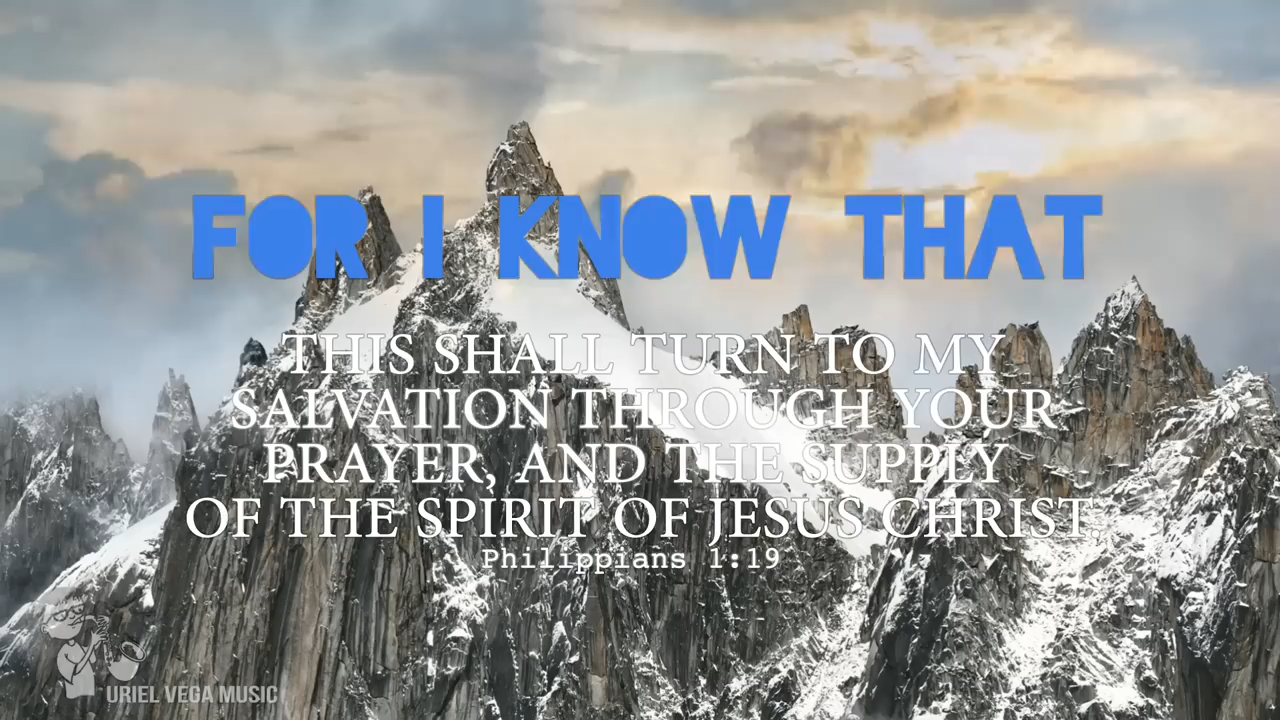 FOR I KNOW THAT
THIS SHALL TURN TO MY
SALVATION THROUGH YOUR
PRAYER, AND THE SUPPLY
OF THE SPIRIT OF JESUS CHRIST.
Philippians 1:19
URIEL VEGA MUSIC